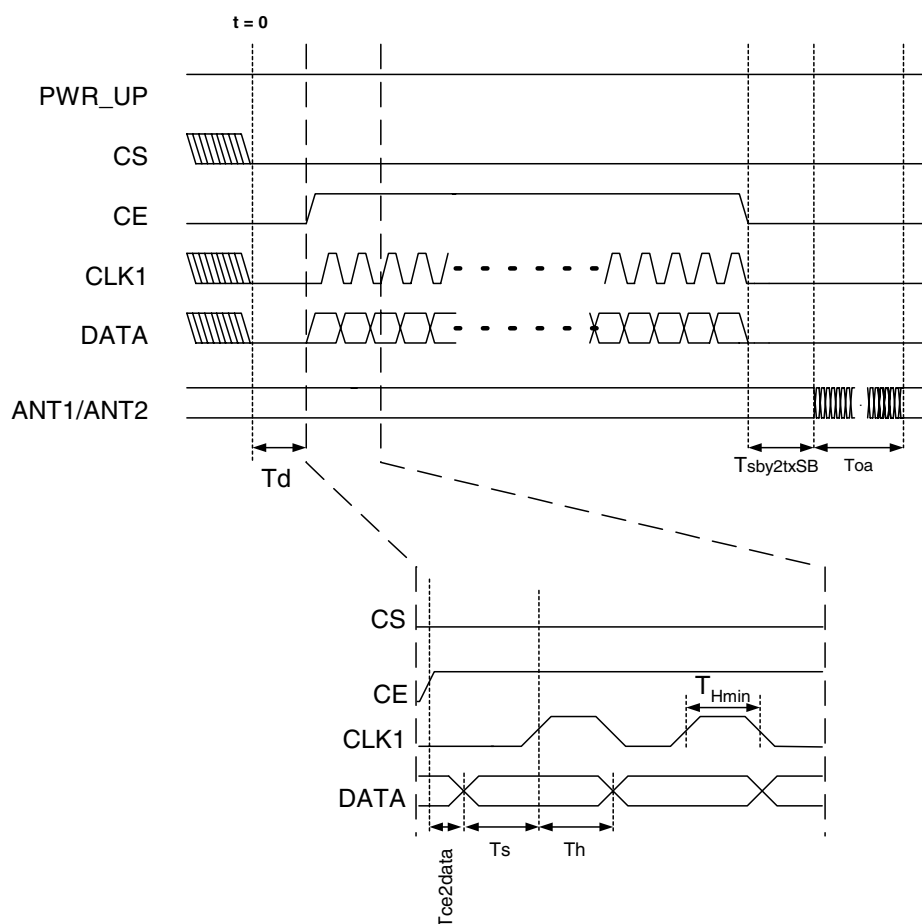 t = 0
PWR_UP
CS
CE
CLK1
DATA
ANT1/ANT2
Td
Tsby2txSB
Toa
CS
CE
THmin
CLK1
DATA
Tce2data
Ts
Th